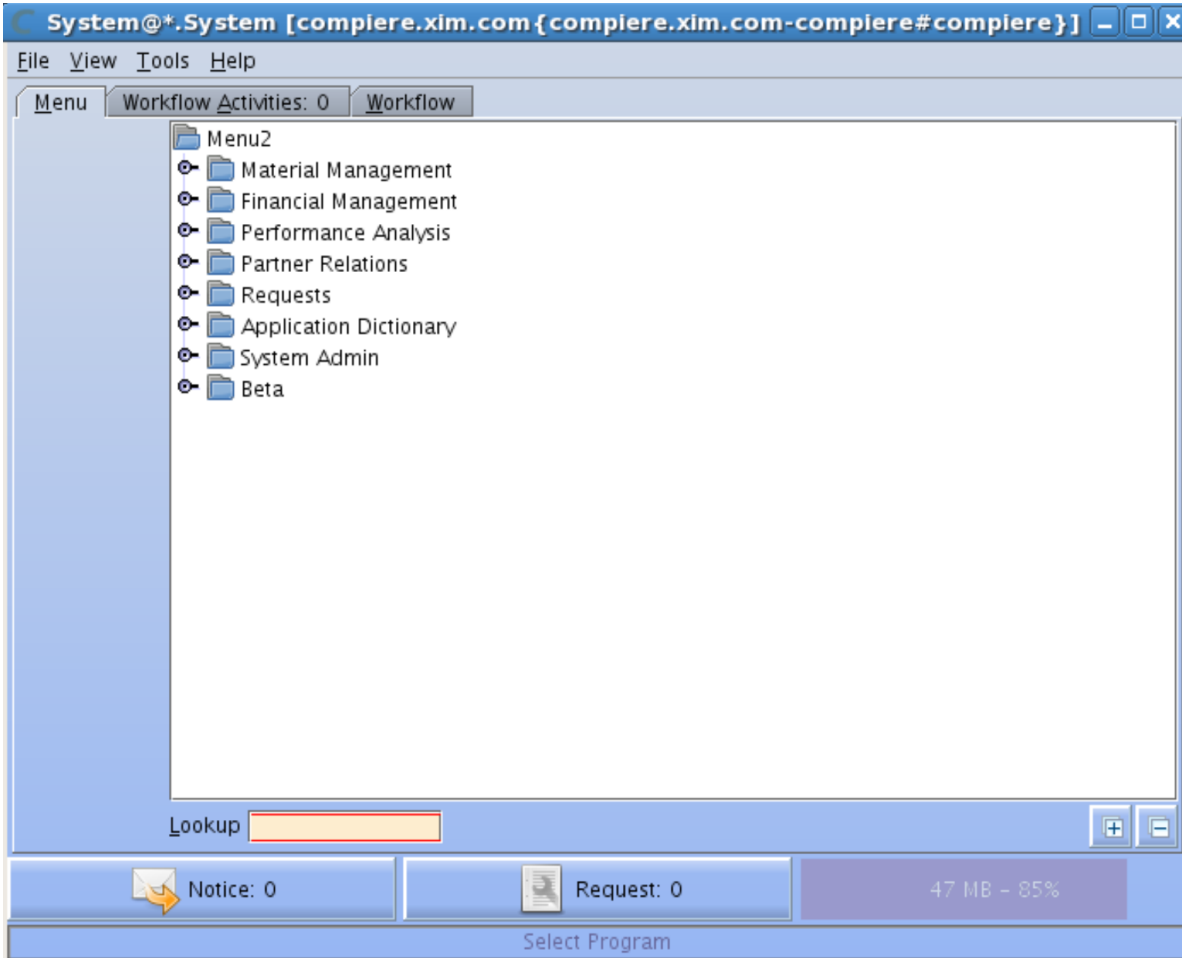 System@*.System [compiere.xim.com{compiere.xim.com-compiere#compiere}]
File View Tools Help
Menu Workflow Activities: 0 Workflow
Menu2
Material Management
Financial Management
Performance Analysis
Partner Relations
Requests
Application Dictionary
System Admin
Beta
Lookup
Notice: 0 Request: 0 47 MB - 85%
Select Program